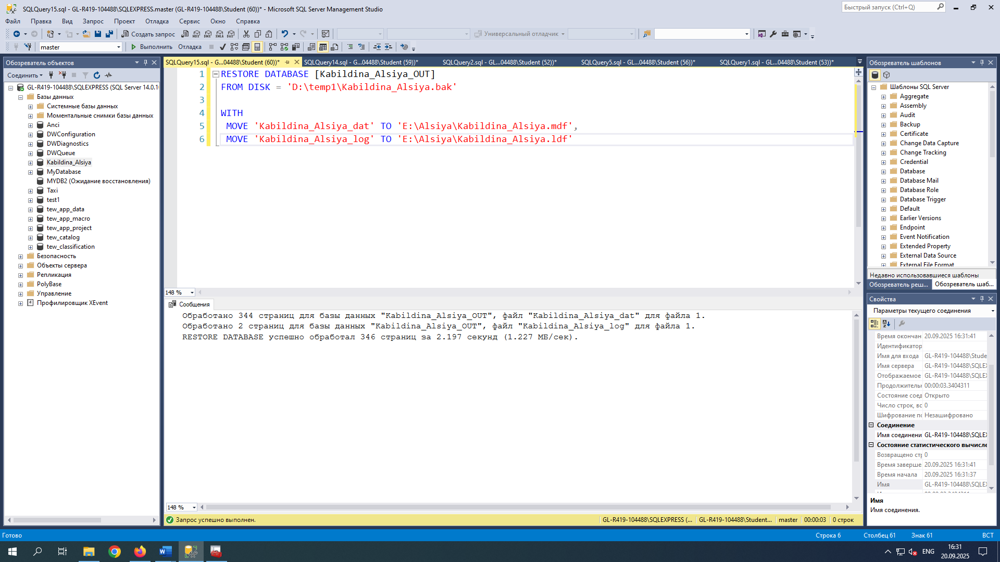 SQLQuery15.sql - GL-R419-104488\SQLEXPRESS.master (GL-R419-104488\Student (60))* - Microsoft SQL Server Management Studio
Быстрый запуск (Ctrl+Q)
Файл Правка Вид Запрос Проект Отладка Сервис Окно Справка
Создать запрос
Универсальный отладчик
master
Выполнить Отладка
Обозреватель объектов
Соединить
GL-R419-104488\SQLEXPRESS (SQL Server 14.0.1
Базы данных
Системные базы данных
Моментальные снимки базы данных
Anci
DWConfiguration
DWDiagnostics
DWQueue
Kabildina_Alsiya
MyDatabase
MYDB2 (Ожидание восстановления)
Taxi
test1
tew_app_data
tew_app_macro
tew_app_project
tew_catalog
tew_classification
Безопасность
Объекты сервера
Репликация
PolyBase
Управление
Профилировщик XEvent
SQLQuery15.sql - G...04488\Student (60))*
SQLQuery14.sql - G...04488\Student (59))*
SQLQuery2.sql - GL...04488\Student (52))*
SQLQuery5.sql - GL...04488\Student (56))*
SQLQuery1.sql - GL...04488\Student (53))*
1 RESTORE DATABASE [Kabildina_Alsiya_OUT]
2 FROM DISK = 'D:\temp1\Kabildina_Alsiya.bak'
3
4 WITH
5 MOVE 'Kabildina_Alsiya_dat' TO 'E:\Alsiya\Kabildina_Alsiya.mdf',
6 MOVE 'Kabildina_Alsiya_log' TO 'E:\Alsiya\Kabildina_Alsiya.ldf'
148 %
Сообщения
Обработано 344 страниц для базы данных "Kabildina_Alsiya_OUT", файл "Kabildina_Alsiya_dat" для файла 1.
Обработано 2 страниц для базы данных "Kabildina_Alsiya_OUT", файл "Kabildina_Alsiya_log" для файла 1.
RESTORE DATABASE успешно обработал 346 страниц за 2.197 секунд (1.227 МБ/сек).
148 %
Запрос успешно выполнен.
GL-R419-104488\SQLEXPRESS (... GL-R419-104488\Student... master 00:00:03 0 строк
Обозреватель шаблонов
Шаблоны SQL Server
Aggregate
Assembly
Audit
Backup
Certificate
Change Data Capture
Change Tracking
Credential
Database
Database Mail
Database Role
Database Trigger
Default
Earlier Versions
Endpoint
Event Notification
Extended Property
External Data Source
External File Format
Недавно использовавшиеся шаблоны
Обозреватель реш... Обозреватель шаб...
Свойства
Параметры текущего соединения
Время окончан 20.09.2025 16:31:41
Идентификатор
Имя для входа GL-R419-104488\Stude
Имя сервера GL-R419-104488\SQLEX
Отображаемое GL-R419-104488\SQLEX
Продолжительн 00:00:03.3404311
Состояние соед Открыто
Число строк, вс 0
Шифрование по Незашифровано
Соединение
Имя соединени GL-R419-104488\SQLEX
Состояние статистического вычисле
Возвращено стр 0
Время заверше 20.09.2025 16:31:41
Время начала 20.09.2025 16:31:37
Имя GL-R419-104488\SQLEX
Имя
Имя соединения.
Готово
Строка 6 Столбец 61 Знак 61 ВСТ
ENG
16:31
20.09.2025